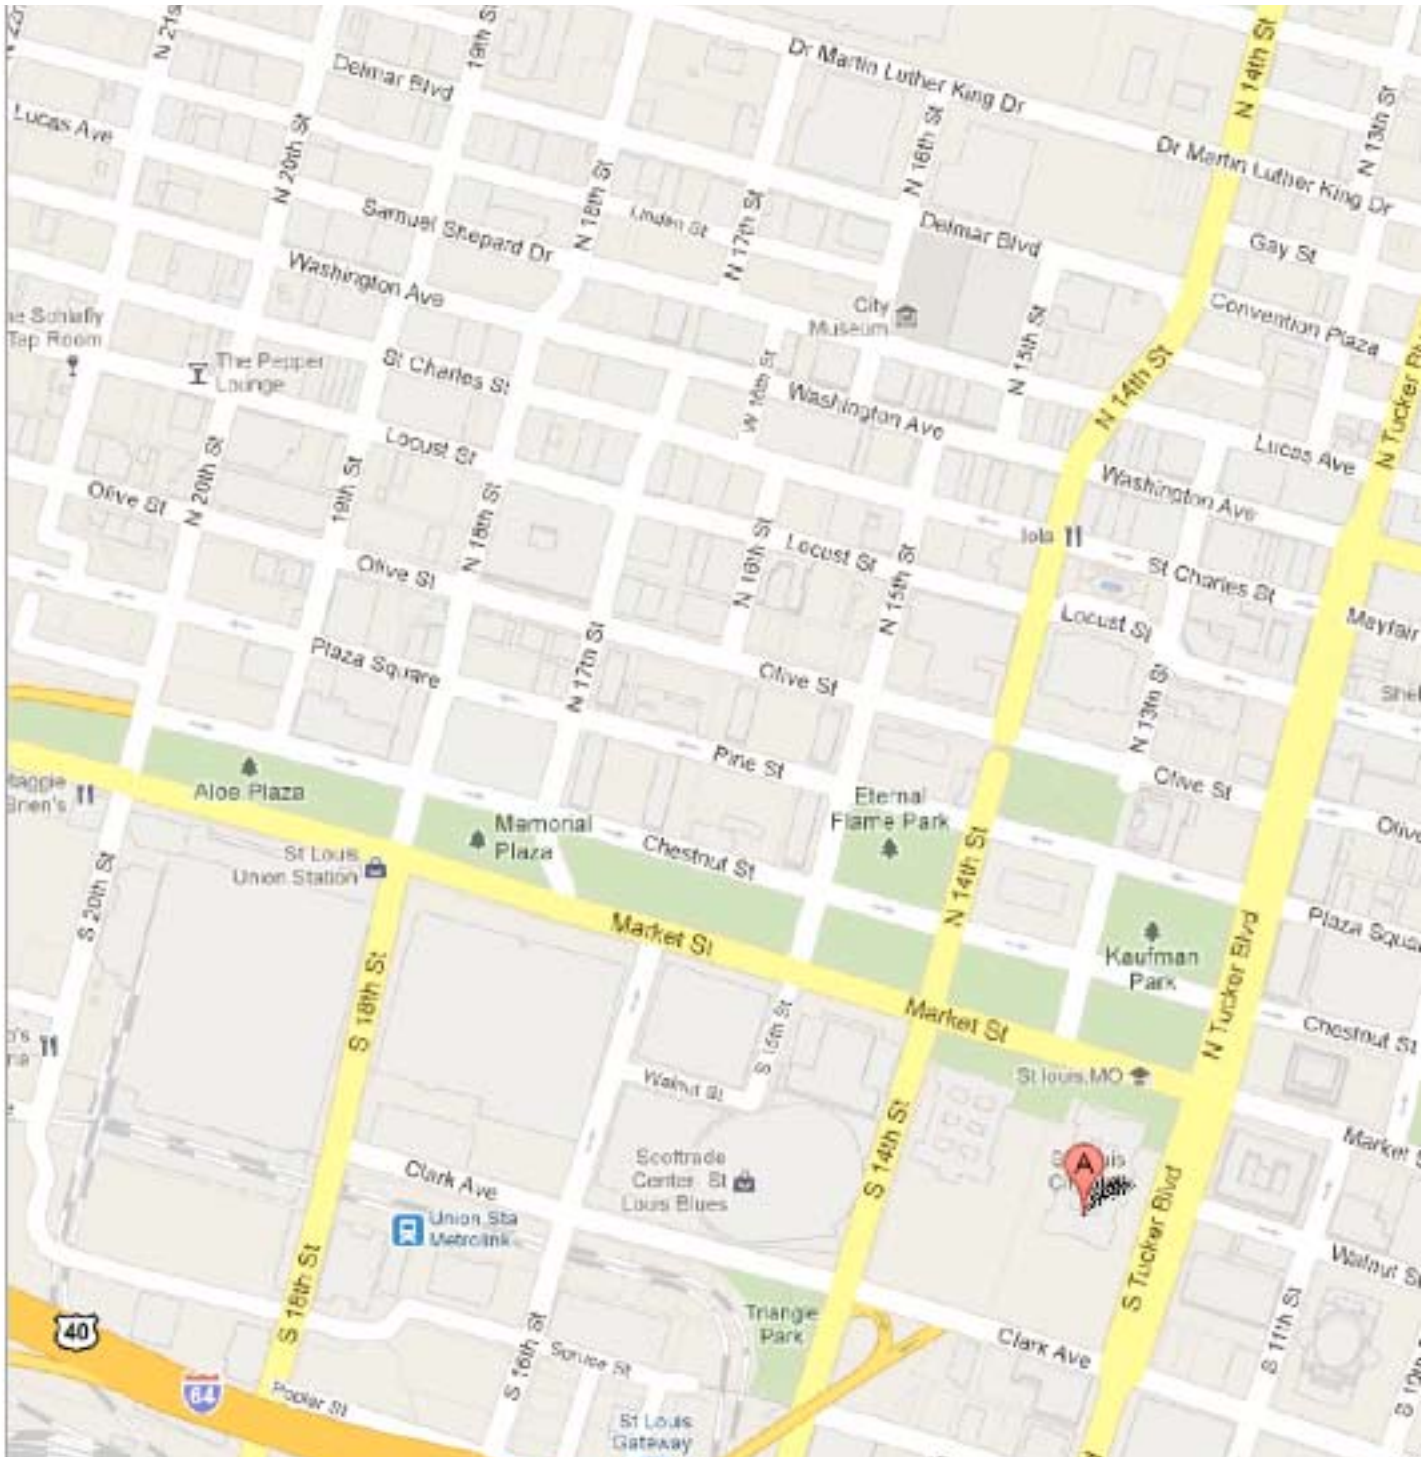 N 21st
19th St
Delmar Blvd
Dr Martin Luther King Dr
N 14th St
N 13th St
Lucas Ave
N 20th St
N 16th St
Dr Martin Luther King Dr
Samuel Shepard Dr
N 18th St
Linden St
N 17th St
Delmar Blvd
Gay St
Washington Ave
City
Museum
N 15th St
Convention Plaza
Tap Room
The Pepper
Lounge
St Charles St
N 16th St
Washington Ave
N 14th St
N Tucker
Lucas Ave
Locust St
Olive St
N 20th St
19th St
N 18th St
Washington Ave
Iola
Locust St
N 16th St
N 15th St
Olive St
St Charles St
Locust St
Mayfair
Plaza Square
N 17th St
Olive St
N 13th St
Pine St
Olive St
Aloe Plaza
Eternal
Flame Park
Olive
Memorial
Plaza
Chestnut St
St Louis
Union Station
N 14th St
S 20th St
Market St
Kaufman
Park
N Tucker Blvd
Plaza Squa
S 18th St
Market St
Chestnut St
S 15th St
Walnut St
St louis,MO
Market S
S 14th St
Scottrade
Center, St
Louis Blues
A
Clark Ave
Union Sta
Metrolink
S Tucker Blvd
Walnut S
S 18th St
Triangle
Park
40
S 16th St
Spruce St
Clark Ave
S 11th St
S 10th
64
Poplar St
St Louis
Gateway